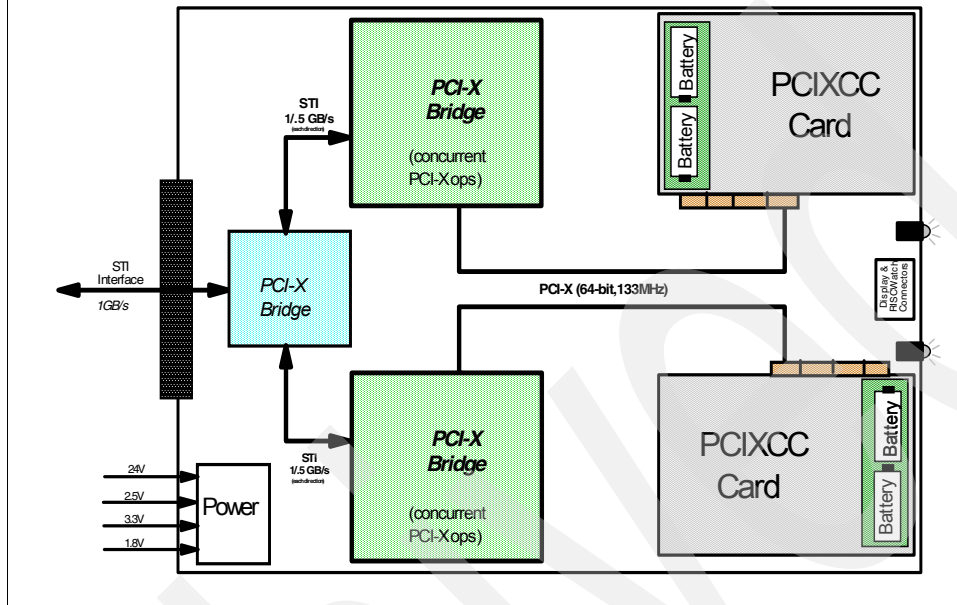 PCI-X
Bridge
(concurrent
PCI-X ops)
STI
1/.5 GB/s
(each direction)
Battery
Battery
PCIXCC
Card
STI
Interface
1GB/s
PCI-X
Bridge
PCI-X (64-bit,133MHz)
Display &
RISCWatch
Connectors
STi
1/.5 GB/s
(each direction)
PCI-X
Bridge
(concurrent
PCI-X ops)
PCIXCC
Card
Battery
Battery
24V
2.5V
3.3V
1.8V
Power